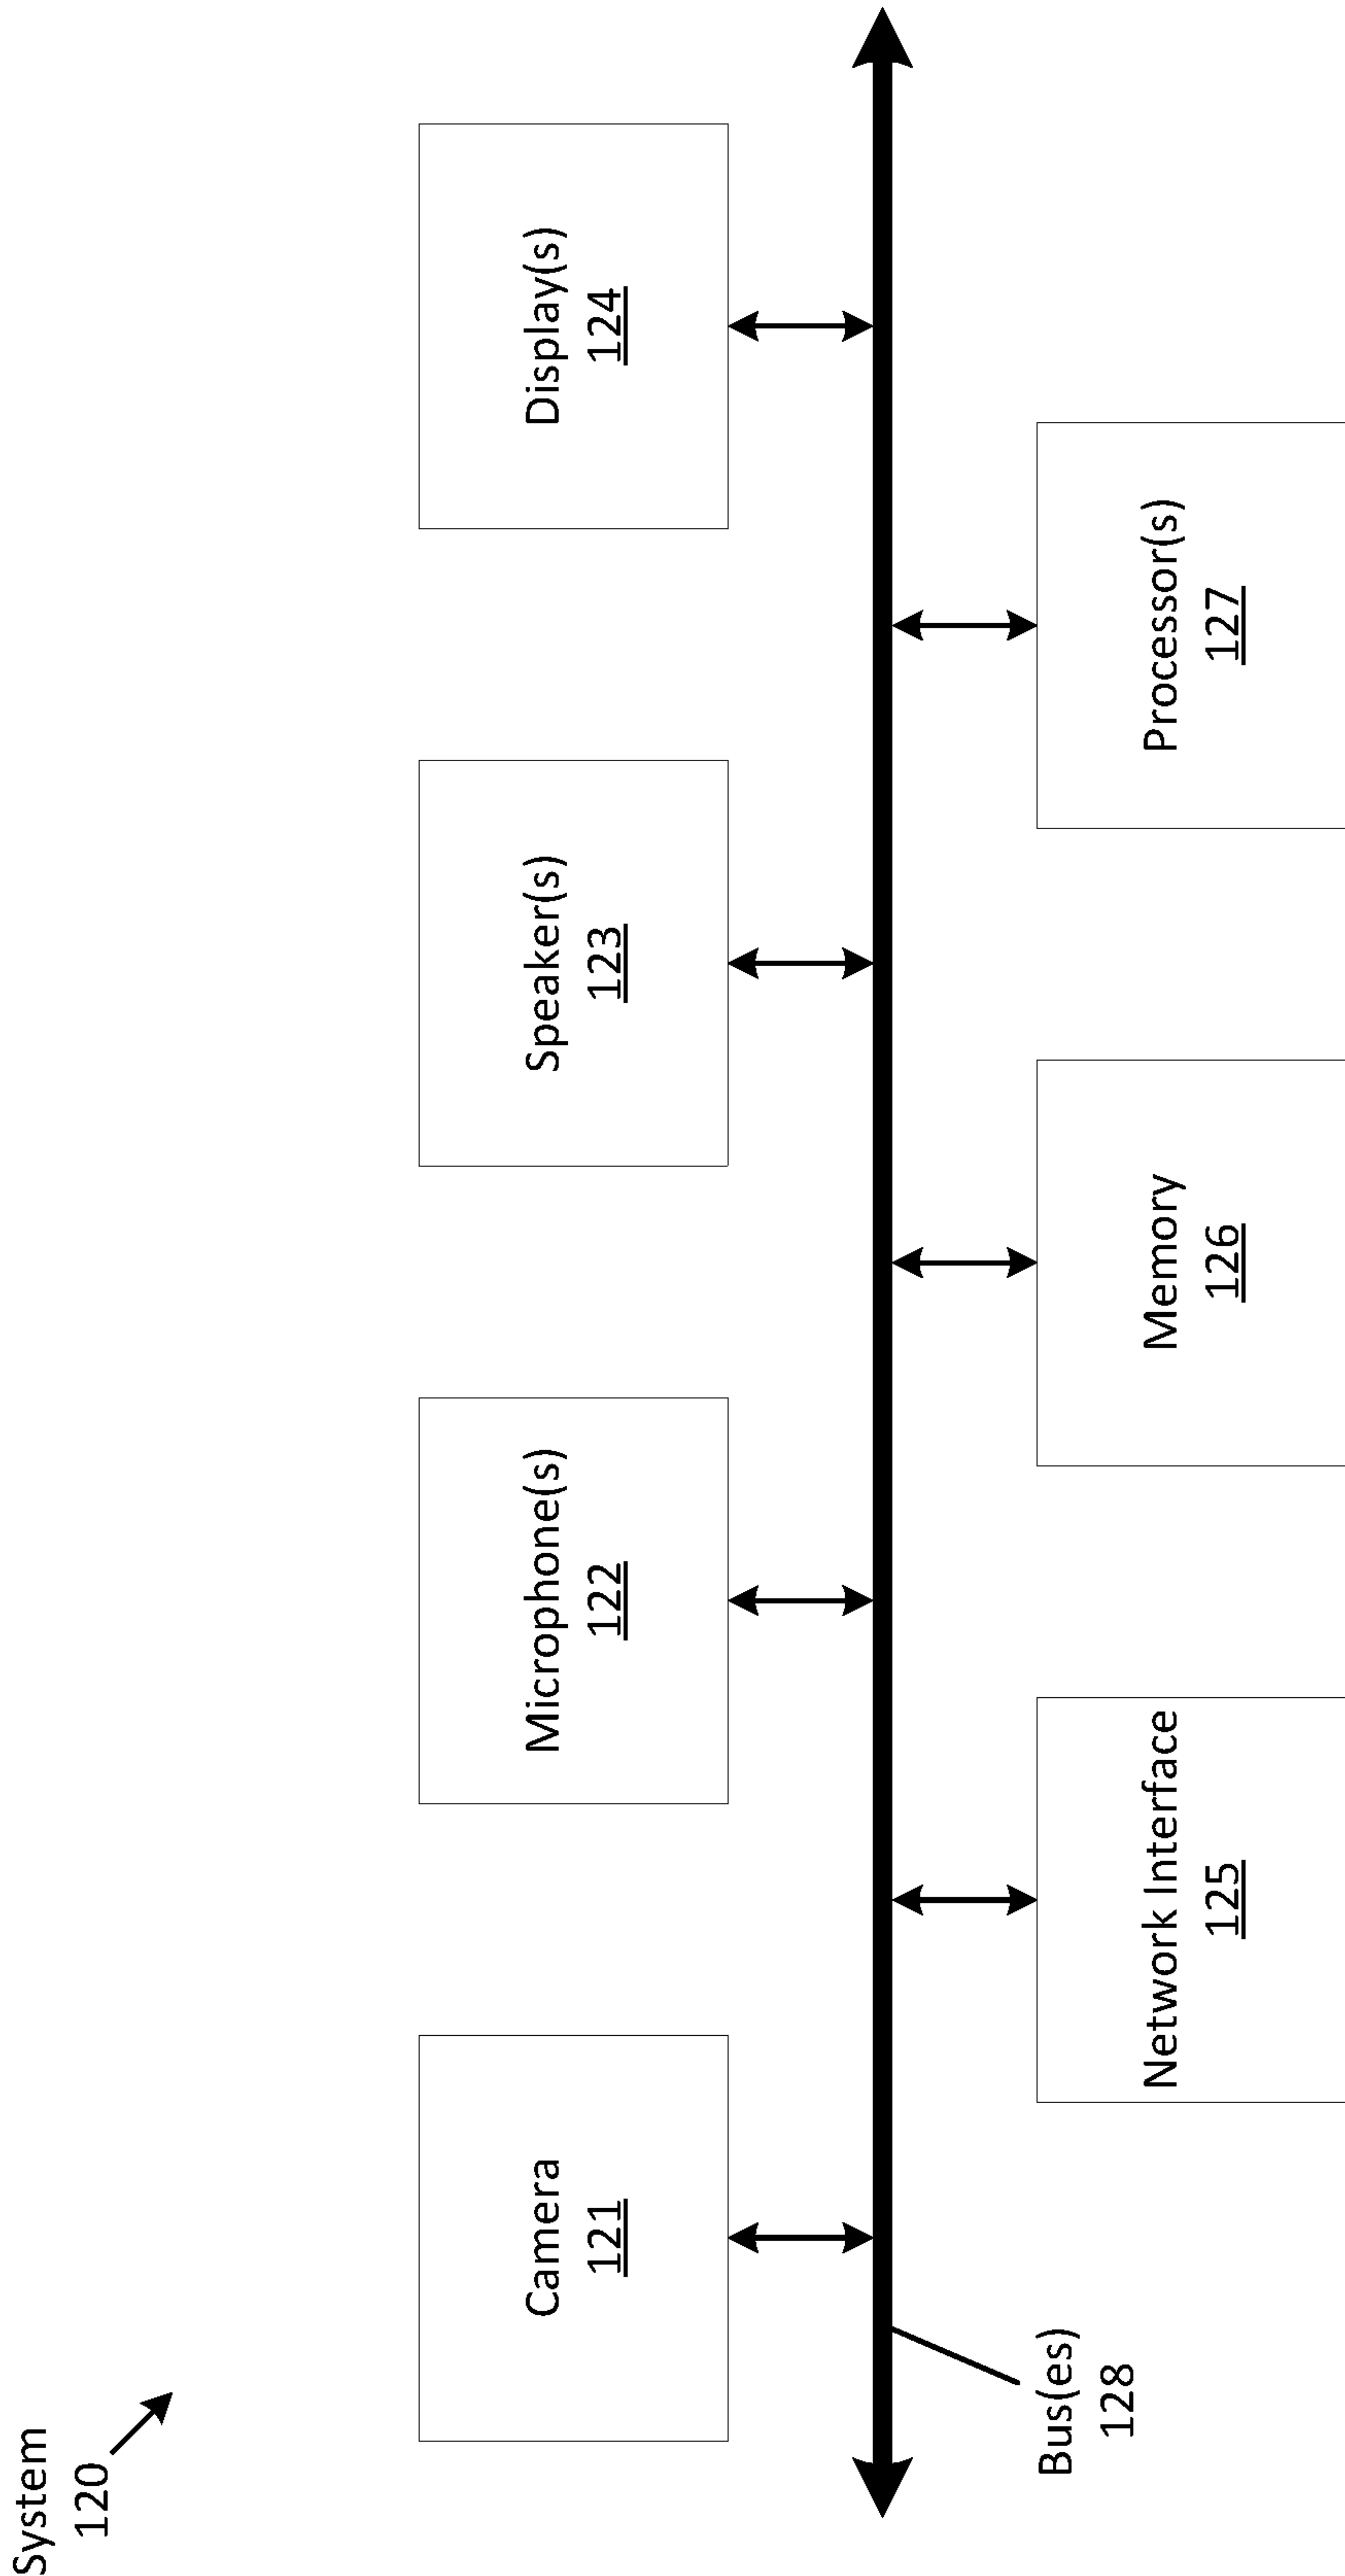 System
120
Camera
121
Microphone(s)
122
Speaker(s)
123
Display(s)
124
Bus(es)
128
Network Interface
125
Memory
126
Processor(s)
127